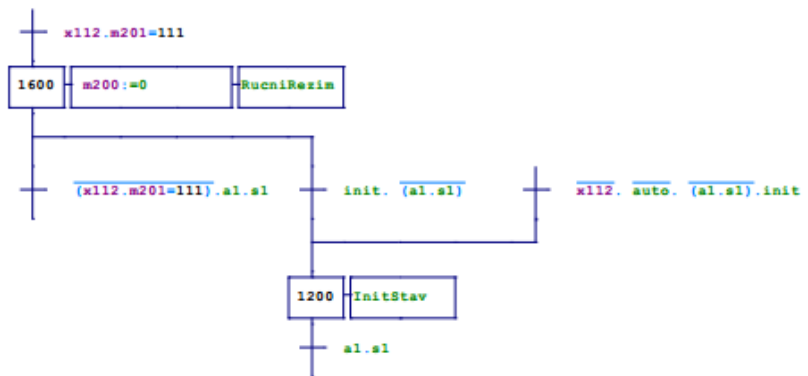 x112.m201=111
1600 m200:=0 RucniRezim
(x112.m201=111).a1.s1 init. (a1.s1) x112. auto. (a1.s1).init
1200 InitStav
a1.s1